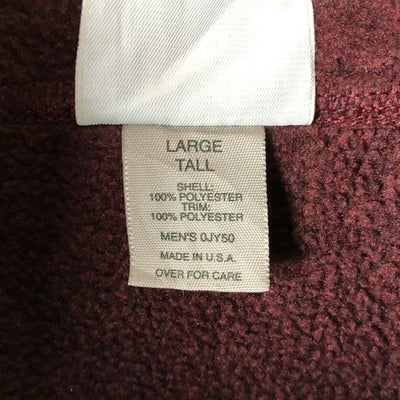 LARGE
TALL
SHELL:
100% POLYESTER
TRIM:
100% POLYESTER
MEN'S 0JY50
MADE IN U.S.A.
OVER FOR CARE